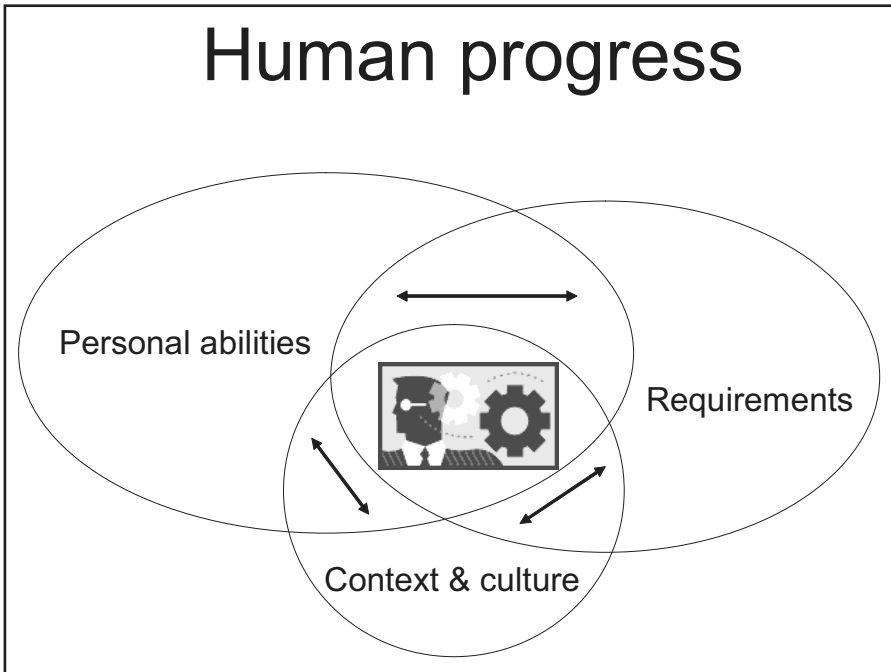 Human progress
Personal abilities
Requirements
Context & culture